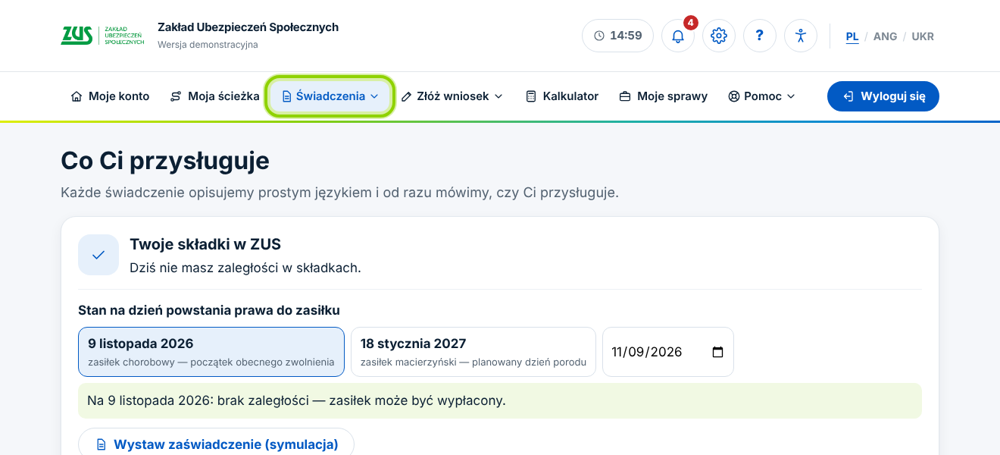 ZUS ZAKŁAD UBEZPIECZEŃ SPOŁECZNYCH
Zakład Ubezpieczeń Społecznych
Wersja demonstracyjna
14:59
4
?
PL / ANG / UKR
Moje konto
Moja ścieżka
Świadczenia
Złóż wniosek
Kalkulator
Moje sprawy
Pomoc
Wyloguj się
Co Ci przysługuje
Każde świadczenie opisujemy prostym językiem i od razu mówimy, czy Ci przysługuje.
Twoje składki w ZUS
Dziś nie masz zaległości w składkach.
Stan na dzień powstania prawa do zasiłku
9 listopada 2026
zasiłek chorobowy — początek obecnego zwolnienia
18 stycznia 2027
zasiłek macierzyński — planowany dzień porodu
11/09/2026
Na 9 listopada 2026: brak zaległości — zasiłek może być wypłacony.
Wystaw zaświadczenie (symulacja)